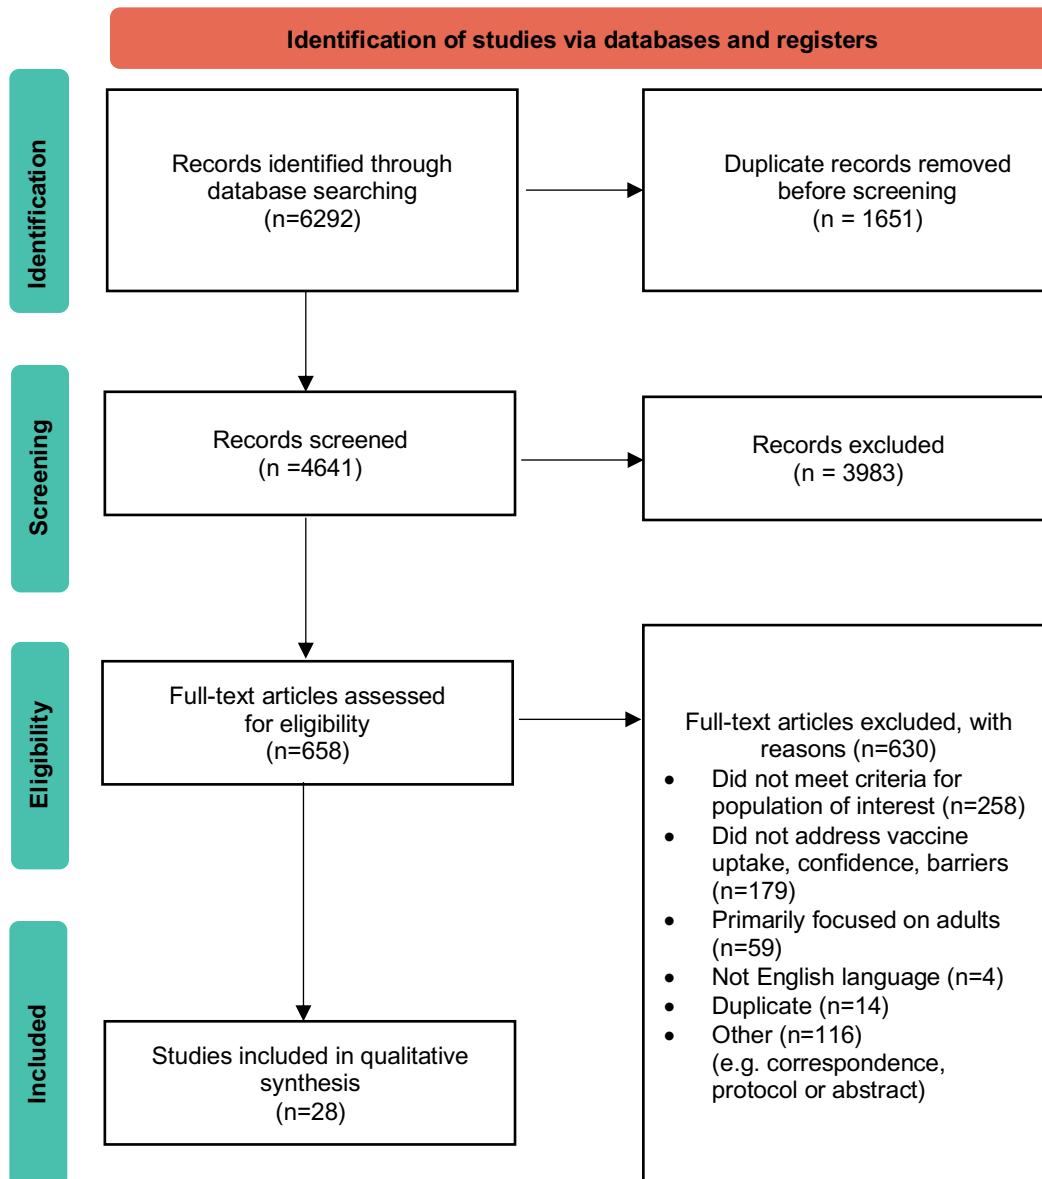 Identification of studies via databases and registers
Identification
Records identified through
database searching
(n=6292)
Duplicate records removed
before screening
(n = 1651)
Screening
Records screened
(n =4641)
Records excluded
(n = 3983)
Eligibility
Full-text articles assessed
for eligibility
(n=658)
Full-text articles excluded, with
reasons (n=630)
• Did not meet criteria for
population of interest (n=258)
• Did not address vaccine
uptake, confidence, barriers
(n=179)
• Primarily focused on adults
(n=59)
• Not English language (n=4)
• Duplicate (n=14)
• Other (n=116)
(e.g. correspondence,
protocol or abstract)
Included
Studies included in qualitative
synthesis
(n=28)